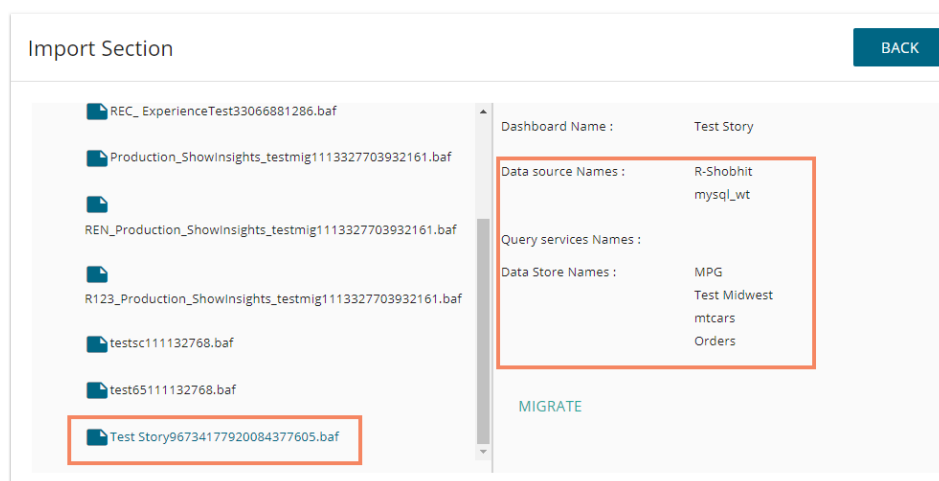 Import Section
BACK
REC_ ExperienceTest33066881286.baf
Production_ShowInsights_testmig1113327703932161.baf
REN_Production_ShowInsights_testmig1113327703932161.baf
R123_Production_ShowInsights_testmig1113327703932161.baf
testsc111132768.baf
test65111132768.baf
Test Story96734177920084377605.baf
Dashboard Name : Test Story
Data source Names : R-Shobhit
mysql_wt
Query services Names :
Data Store Names : MPG
Test Midwest
mtcars
Orders
MIGRATE